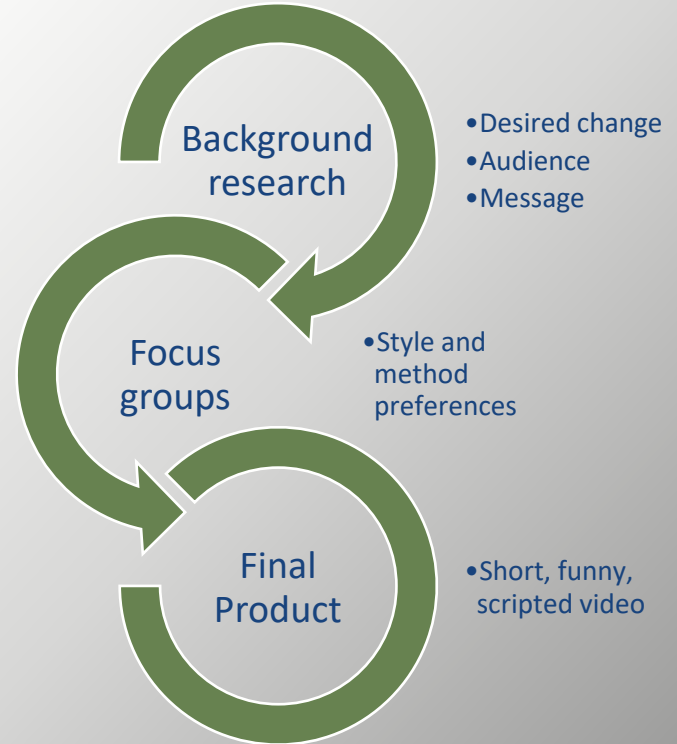 Background
research
•Desired change
•Audience
•Message
Focus
groups
•Style and
method
preferences
Final
Product
•Short, funny,
scripted video